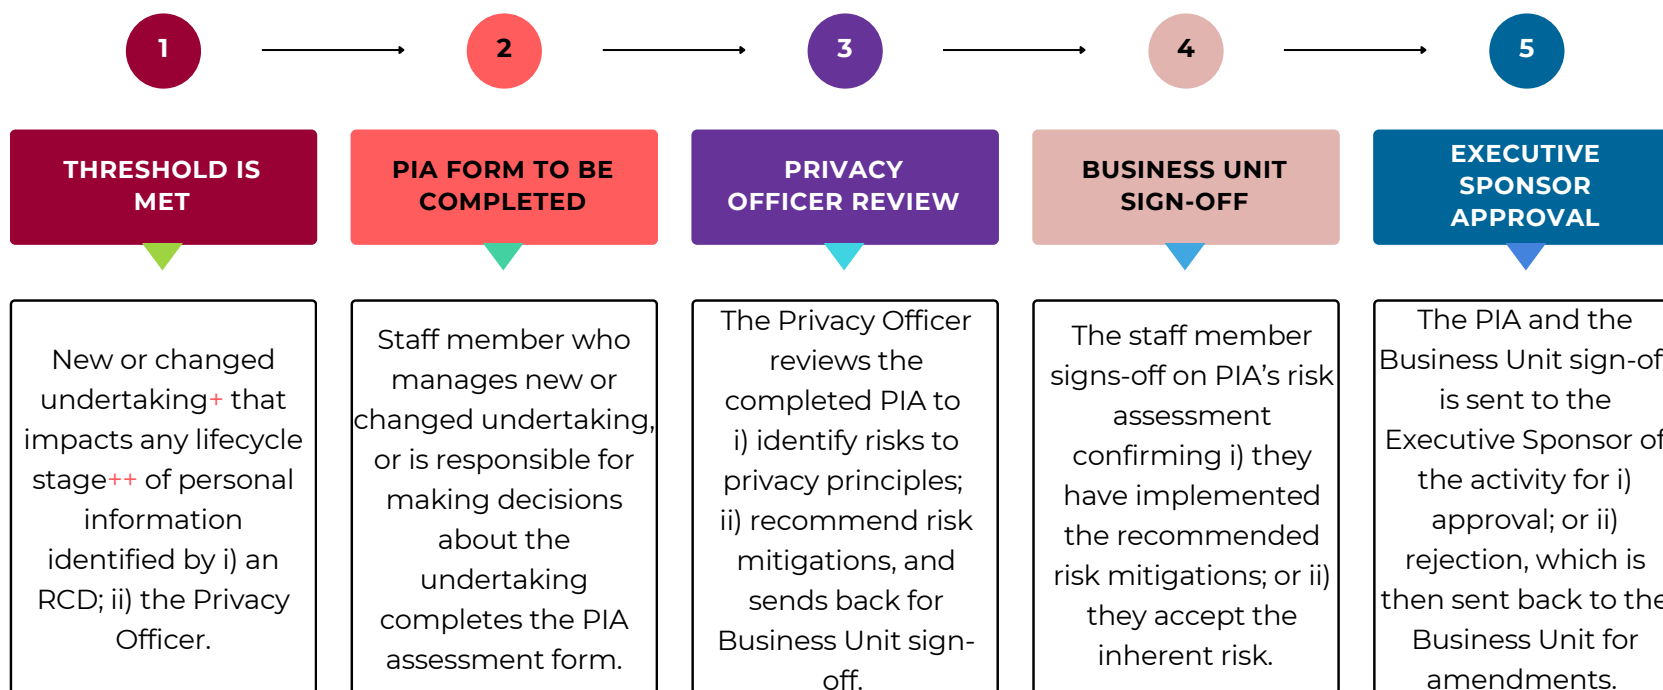 1
2
3
4
5
THRESHOLD IS
MET
PIA FORM TO BE
COMPLETED
PRIVACY
OFFICER REVIEW
BUSINESS UNIT
SIGN-OFF
EXECUTIVE
SPONSOR
APPROVAL
New or changed
undertaking+ that
impacts any lifecycle
stage++ of personal
information
identified by i) an
RCD; ii) the Privacy
Officer.
Staff member who
manages new or
changed undertaking,
or is responsible for
making decisions
about the
undertaking
completes the PIA
assessment form.
The Privacy Officer
reviews the
completed PIA to
i) identify risks to
privacy principles;
ii) recommend risk
mitigations, and
sends back for
Business Unit sign-
off.
The staff member
signs-off on PIA’s risk
assessment
confirming i) they
have implemented
the recommended
risk mitigations; or ii)
they accept the
inherent risk.
The PIA and the
Business Unit sign-of
is sent to the
Executive Sponsor of
the activity for i)
approval; or ii)
rejection, which is
then sent back to the
Business Unit for
amendments.